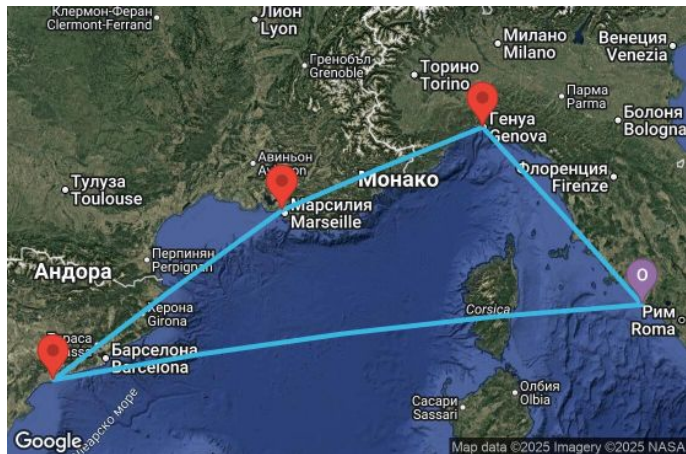 Клермон-Феран
Clermont-Ferrand
Лион
Lyon
Гренобъл
Grenoble
Милано
Milano
Венеция
Venezia
Торино
Torino
Парма
Parma
Генуа
Genova
Болоня
Bologna
Авиньон
Монако
Флоренция
Firenze
Тулуза
Toulouse
Марсилия
Marseille
Перпинян
Perpignan
Андора
O
Херона
Girona
Corsica
Рим
Roma
Барселона
Barcelona
Олбия
Olbia
Сасари
Sassari
море
Google
Map data ©2025 Imagery ©2025 NASA